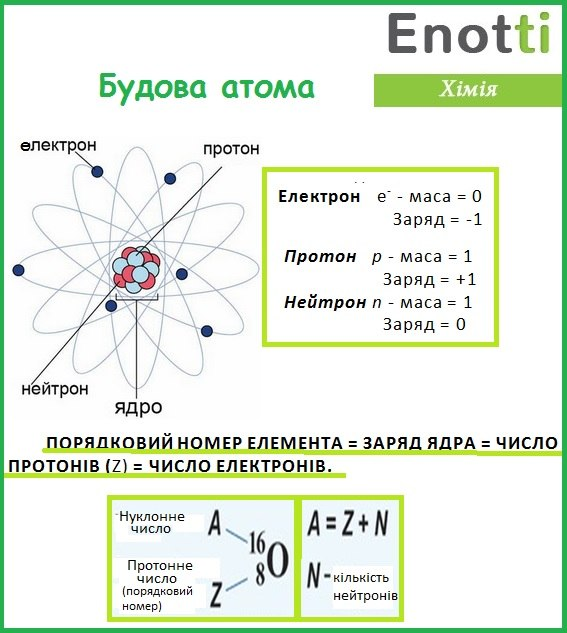 Enotti
Будова атома
Хімія
електрон
протон
Електрон е- - маса = 0
Заряд = -1
Протон р - маса = 1
Заряд = +1
Нейтрон n - маса = 1
Заряд = 0
нейтрон
ядро
ПОРЯДКОВИЙ НОМЕР ЕЛЕМЕНТА = ЗАРЯД ЯДРА = ЧИСЛО
ПРОТОНІВ (Z) = ЧИСЛО ЕЛЕКТРОНІВ.
Нуклонне
число
A
16
8
O
Протонне
число
(порядковий
номер)
Z
A = Z + N
N - кількість
нейтронів